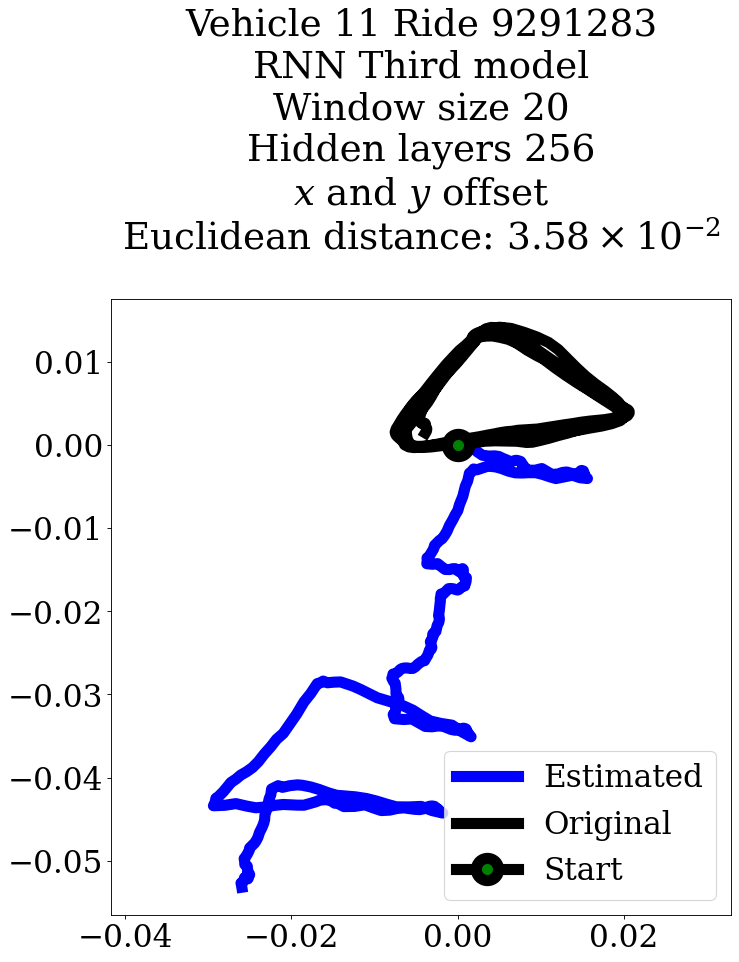 Vehicle 11 Ride 9291283
RNN Third model
Window size 20
Hidden layers 256
x and y offset
Euclidean distance: 3.58 × 10⁻²
0.01
0.00
−0.01
−0.02
−0.03
−0.04
−0.05
Estimated
Original
Start
−0.04
−0.02
0.00
0.02